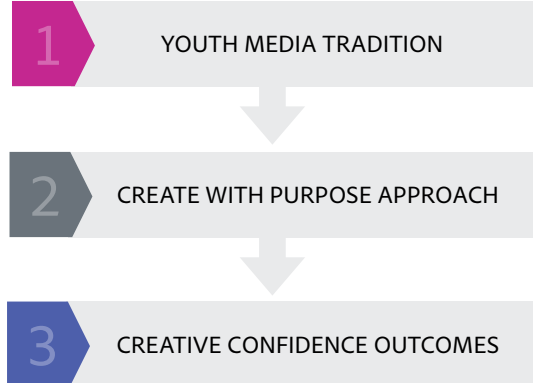 1
YOUTH MEDIA TRADITION
2
CREATE WITH PURPOSE APPROACH
3
CREATIVE CONFIDENCE OUTCOMES